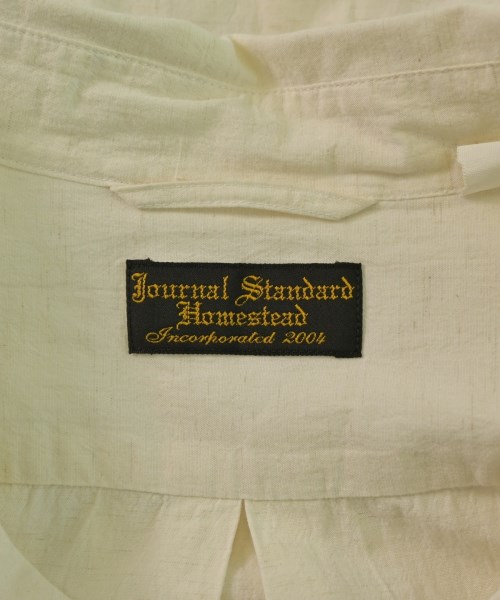 Journal Standard
Homestead
Incorporated 2004